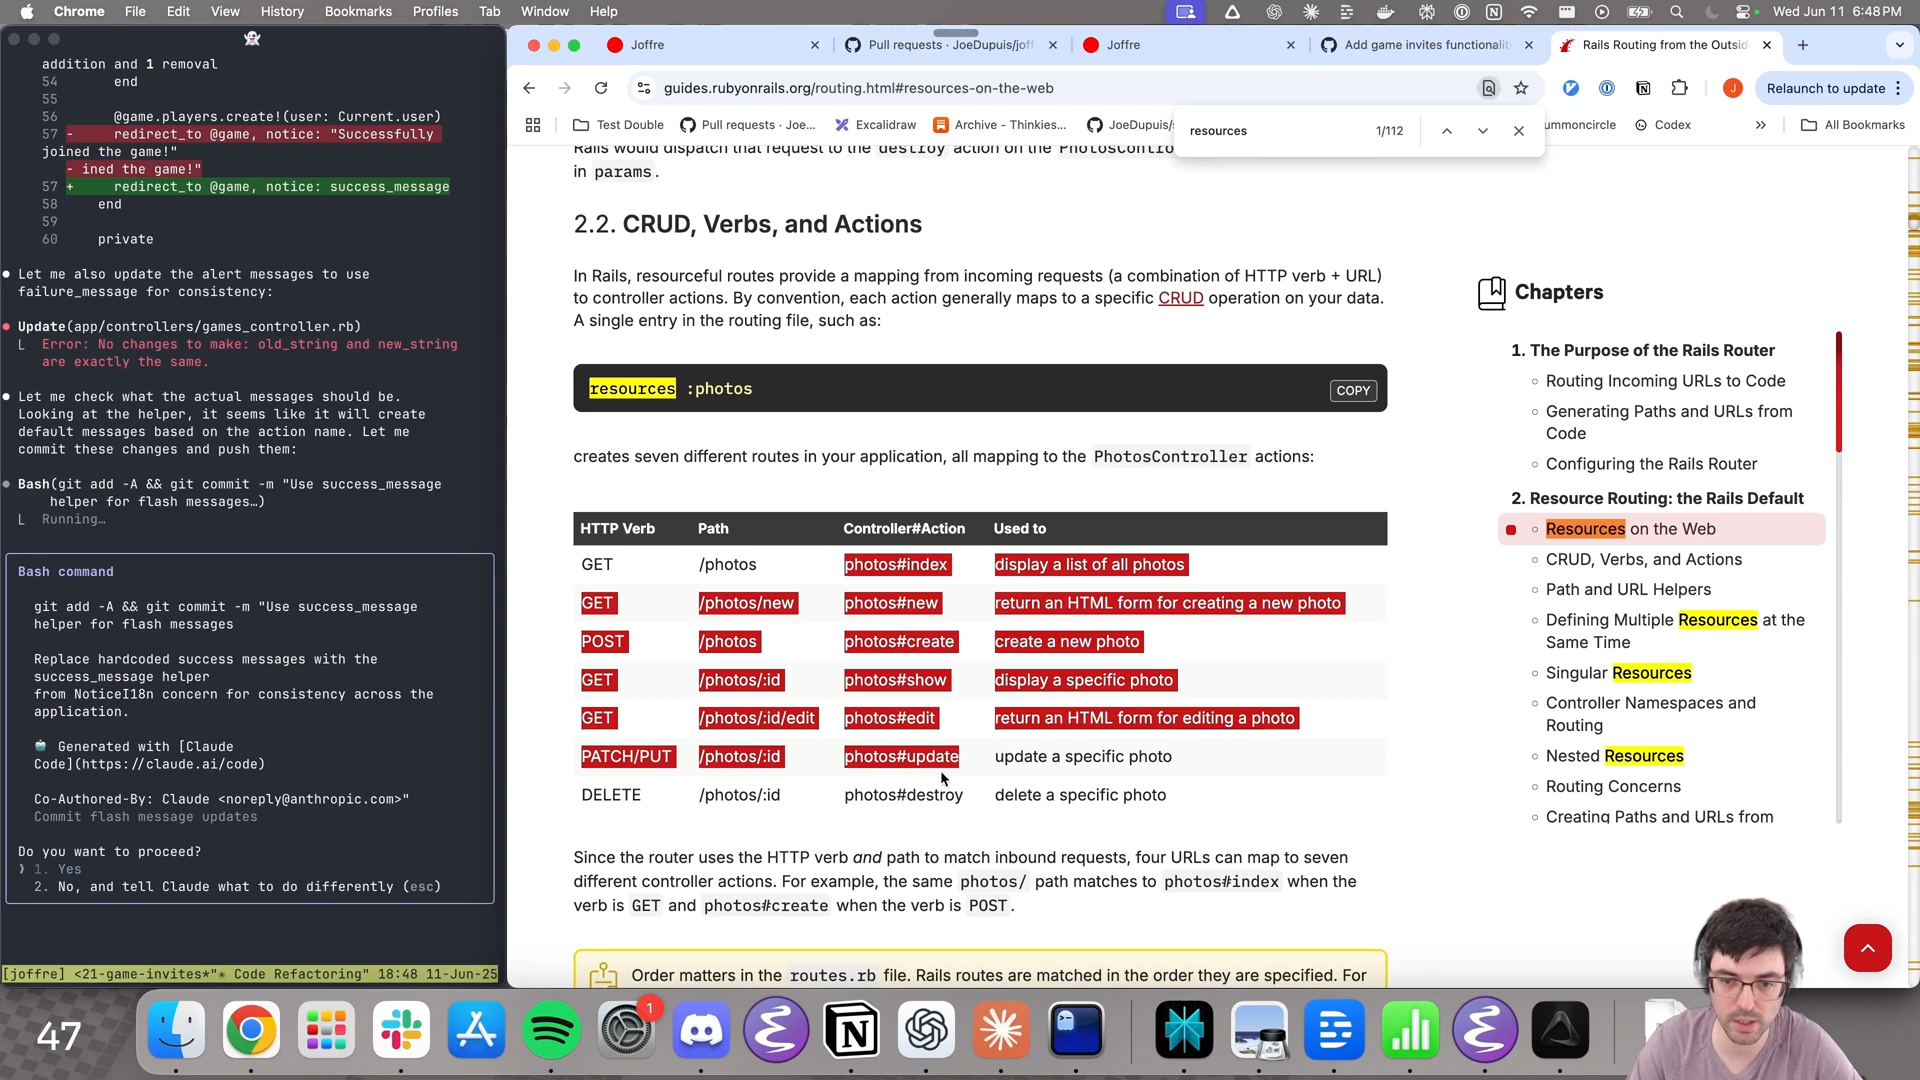 Chrome File Edit View History Bookmarks Profiles Tab Window Help
Wed Jun 11 6:48 PM
addition and 1 removal
54 end
55
56 @game.players.create!(user: Current.user)
57 - redirect_to @game, notice: "Successfully
joined the game!"
- ined the game!"
57 + redirect_to @game, notice: success_message
58 end
59
60 private
Let me also update the alert messages to use
failure_message for consistency:
Update(app/controllers/games_controller.rb)
Error: No changes to make: old_string and new_string
are exactly the same.
Let me check what the actual messages should be.
Looking at the helper, it seems like it will create
default messages based on the action name. Let me
commit these changes and push them:
Bash(git add -A && git commit -m "Use success_message
helper for flash messages…)
Running…
Bash command
git add -A && git commit -m "Use success_message
helper for flash messages
Replace hardcoded success messages with the
success_message helper
from NoticeI18n concern for consistency across the
application.
Generated with [Claude
Code](https://claude.ai/code)
Co-Authored-By: Claude <noreply@anthropic.com>"
Commit flash message updates
Do you want to proceed?
❯ 1. Yes
2. No, and tell Claude what to do differently (esc)
[joffre] <21-game-invites*"✳ Code Refactoring" 18:48 11-Jun-25
Joffre
Pull requests · JoeDupuis/joff
Joffre
Add game invites functionalit
Rails Routing from the Outsid
guides.rubyonrails.org/routing.html#resources-on-the-web
J
Relaunch to update
Test Double
Pull requests · Joe...
Excalidraw
Archive - Thinkies...
JoeDupuis/
ummoncircle
Codex
»
All Bookmarks
resources 1/112
Rails would dispatch that request to the destroy action on the PhotosContro
in params.
2.2. CRUD, Verbs, and Actions
In Rails, resourceful routes provide a mapping from incoming requests (a combination of HTTP verb + URL)
to controller actions. By convention, each action generally maps to a specific CRUD operation on your data.
A single entry in the routing file, such as:
resources :photos
COPY
creates seven different routes in your application, all mapping to the PhotosController actions:
HTTP Verb Path Controller#Action Used to
GET /photos photos#index display a list of all photos
GET /photos/new photos#new return an HTML form for creating a new photo
POST /photos photos#create create a new photo
GET /photos/:id photos#show display a specific photo
GET /photos/:id/edit photos#edit return an HTML form for editing a photo
PATCH/PUT /photos/:id photos#update update a specific photo
DELETE /photos/:id photos#destroy delete a specific photo
Since the router uses the HTTP verb and path to match inbound requests, four URLs can map to seven
different controller actions. For example, the same photos/ path matches to photos#index when the
verb is GET and photos#create when the verb is POST.
Order matters in the routes.rb file. Rails routes are matched in the order they are specified. For
Chapters
1. The Purpose of the Rails Router
Routing Incoming URLs to Code
Generating Paths and URLs from
Code
Configuring the Rails Router
2. Resource Routing: the Rails Default
Resources on the Web
CRUD, Verbs, and Actions
Path and URL Helpers
Defining Multiple Resources at the
Same Time
Singular Resources
Controller Namespaces and
Routing
Nested Resources
Routing Concerns
Creating Paths and URLs from
47
1